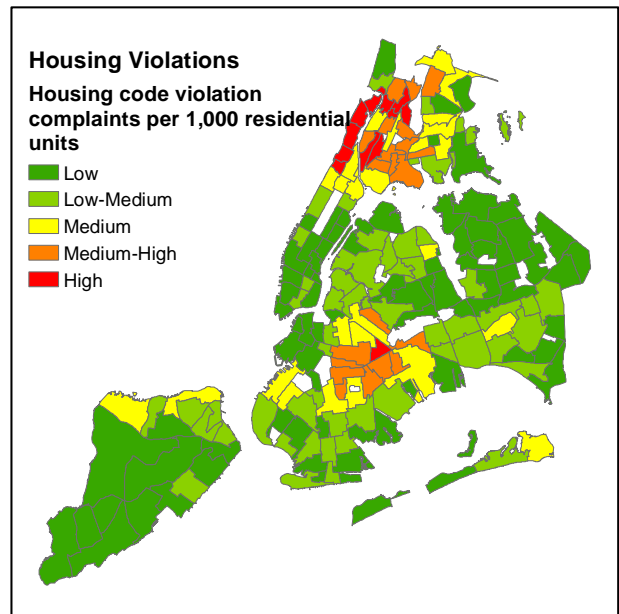 Housing Violations
Housing code violation
complaints per 1,000 residential
units
Low
Low-Medium
Medium
Medium-High
High